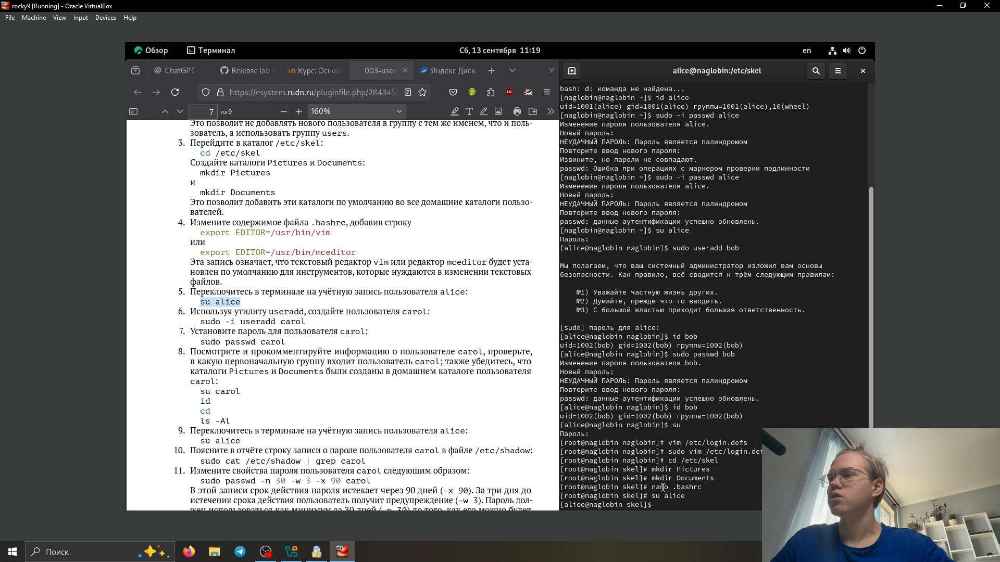 rocky9 [Running] - Oracle VirtualBox
File Machine View Input Devices Help
Обзор Терминал Сб, 13 сентября 11:19 en
ChatGPT Release lab 1 Курс: Основ 003-user_ Яндекс Диск
https://esystem.rudn.ru/pluginfile.php/2843451
7 из 9 160%
Это позволит не добавлять нового пользователя в группу с тем же именем, что и поль-
зователь, а использовать группу users.
3. Перейдите в каталог /etc/skel:
cd /etc/skel
Создайте каталоги Pictures и Documents:
mkdir Pictures
и
mkdir Documents
Это позволит добавить эти каталоги по умолчанию во все домашние каталоги пользо-
вателей.
4. Измените содержимое файла .bashrc, добавив строку
export EDITOR=/usr/bin/vim
или
export EDITOR=/usr/bin/mceditor
Эта запись означает, что текстовый редактор vim или редактор mceditor будет уста-
новлен по умолчанию для инструментов, которые нуждаются в изменении текстовых
файлов.
5. Переключитесь в терминале на учётную запись пользователя alice:
su alice
6. Используя утилиту useradd, создайте пользователя carol:
sudo -i useradd carol
7. Установите пароль для пользователя carol:
sudo passwd carol
8. Посмотрите и прокомментируйте информацию о пользователе carol, проверьте,
в какую первоначальную группу входит пользователь carol; также убедитесь, что
каталоги Pictures и Documents были созданы в домашнем каталоге пользователя
carol:
su carol
id
cd
ls -Al
9. Переключитесь в терминале на учётную запись пользователя alice:
su alice
10. Поясните в отчёте строку записи о пароле пользователя carol в файле /etc/shadow:
sudo cat /etc/shadow | grep carol
11. Измените свойства пароля пользователя carol следующим образом:
sudo passwd -n 30 -w 3 -x 90 carol
В этой записи срок действия пароля истекает через 90 дней (-x 90). За три дня до
истечения срока действия пользователь получит предупреждение (-w 3). Пароль дол-
жен использоваться как минимум за 30 дней (-n 30) до того, как его можно будет
alice@naglobin:/etc/skel
bash: d: команда не найдена...
[naglobin@naglobin ~]$ id alice
uid=1001(alice) gid=1001(alice) группы=1001(alice),10(wheel)
[naglobin@naglobin ~]$ sudo -i passwd alice
Изменение пароля пользователя alice.
Новый пароль:
НЕУДАЧНЫЙ ПАРОЛЬ: Пароль является палиндромом
Повторите ввод нового пароля:
Извините, но пароли не совпадают.
passwd: Ошибка при операциях с маркером проверки подлинности
[naglobin@naglobin ~]$ sudo -i passwd alice
Изменение пароля пользователя alice.
Новый пароль:
НЕУДАЧНЫЙ ПАРОЛЬ: Пароль является палиндромом
Повторите ввод нового пароля:
passwd: данные аутентификации успешно обновлены.
[naglobin@naglobin ~]$ su alice
Пароль:
[alice@naglobin naglobin]$ sudo useradd bob
Мы полагаем, что ваш системный администратор изложил вам основы
безопасности. Как правило, всё сводится к трём следующим правилам:
№1) Уважайте частную жизнь других.
№2) Думайте, прежде что-то вводить.
№3) С большой властью приходит большая ответственность.
[sudo] пароль для alice:
[alice@naglobin naglobin]$ id bob
uid=1002(bob) gid=1002(bob) группы=1002(bob)
[alice@naglobin naglobin]$ sudo passwd bob
Изменение пароля пользователя bob.
Новый пароль:
НЕУДАЧНЫЙ ПАРОЛЬ: Пароль является палиндромом
Повторите ввод нового пароля:
passwd: данные аутентификации успешно обновлены.
[alice@naglobin naglobin]$ id bob
uid=1002(bob) gid=1002(bob) группы=1002(bob)
[alice@naglobin naglobin]$ su
Пароль:
[root@naglobin naglobin]# vim /etc/login.defs
[root@naglobin naglobin]# sudo vim /etc/login.def
[root@naglobin naglobin]# cd /etc/skel
[root@naglobin skel]# mkdir Pictures
[root@naglobin skel]# mkdir Documents
[root@naglobin skel]# nano .bashrc
[root@naglobin skel]# su alice
[alice@naglobin skel]$
Поиск